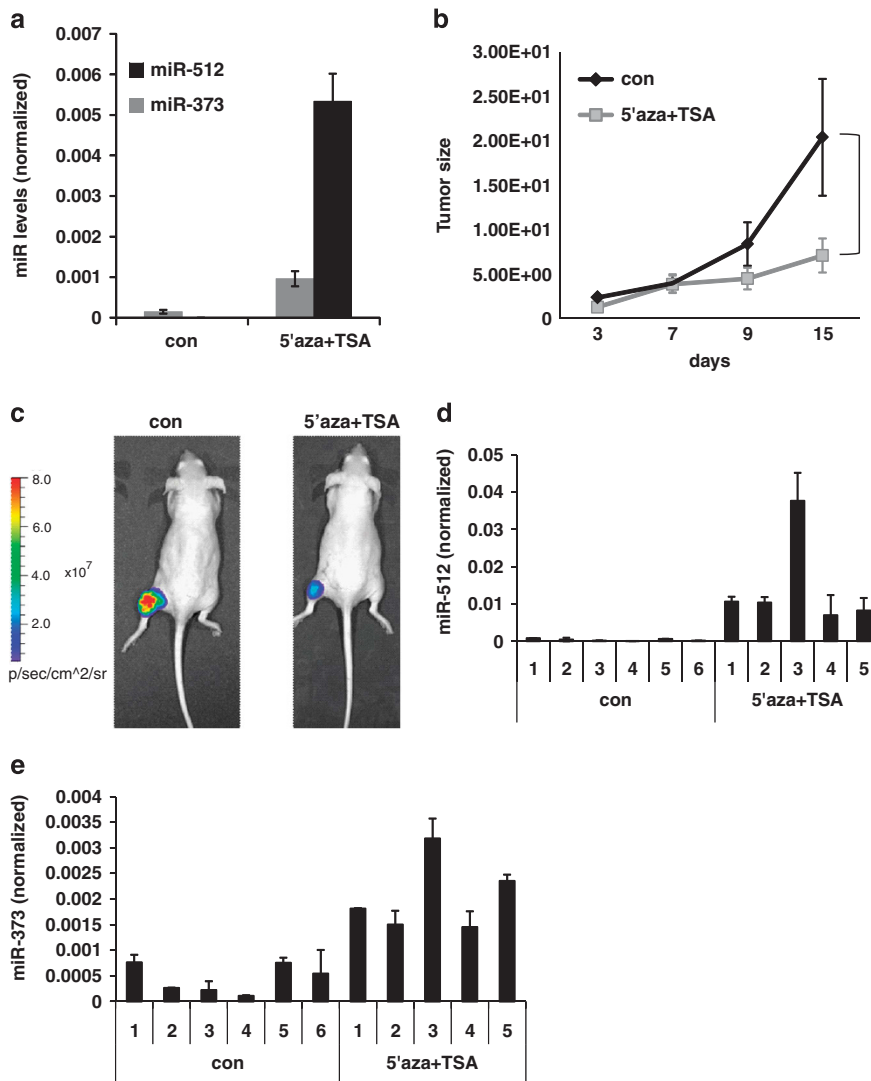 a
0.007
0.006
0.005
0.004
0.003
0.002
0.001
0
miR levels (normalized)
miR-512
miR-373
con
5'aza+TSA
b
3.00E+01
2.50E+01
2.00E+01
1.50E+01
1.00E+01
5.00E+00
0
Tumor size
con
5'aza+TSA
3 7 9 15
days
c
con
5'aza+TSA
8.0
6.0
4.0
2.0
x10^7
p/sec/cm^2/sr
d
0.05
0.04
0.03
0.02
0.01
0
miR-512 (normalized)
1 2 3 4 5 6 1 2 3 4 5
con 5'aza+TSA
e
0.004
0.0035
0.003
0.0025
0.002
0.0015
0.001
0.0005
0
miR-373 (normalized)
1 2 3 4 5 6 1 2 3 4 5
con 5'aza+TSA